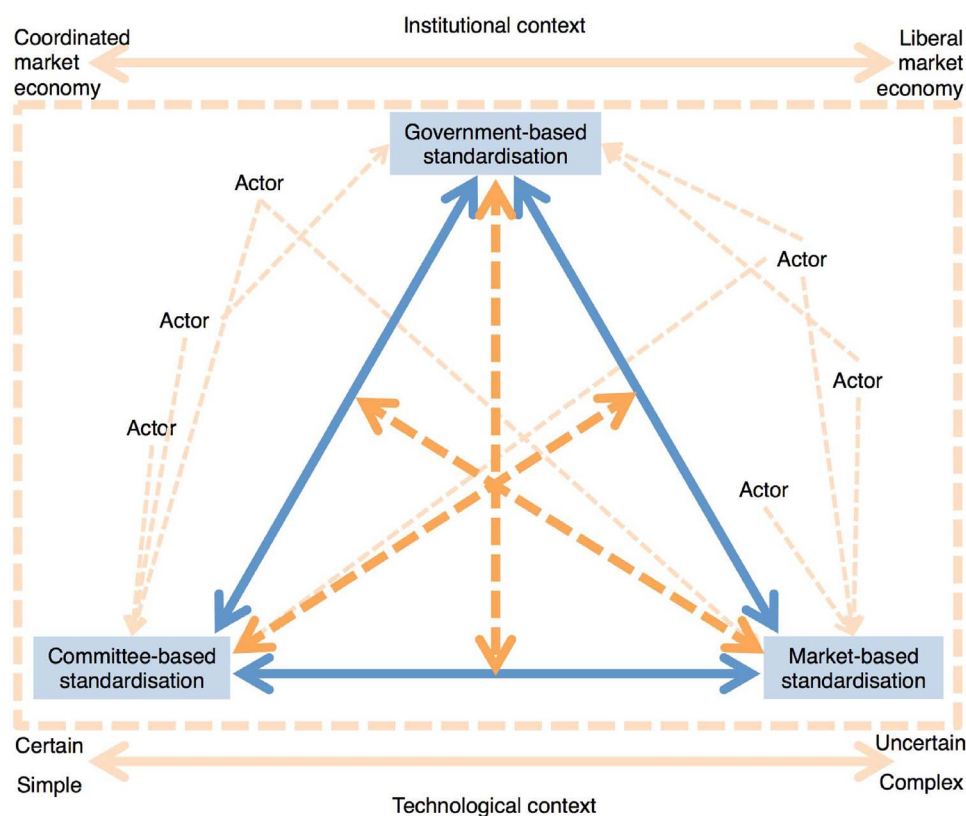 Institutional context
Coordinated
market
economy
Liberal
market
economy
Government-based
standardisation
Actor
Actor
Actor
Actor
Actor
Actor
Committee-based
standardisation
Market-based
standardisation
Certain
Simple
Uncertain
Complex
Technological context